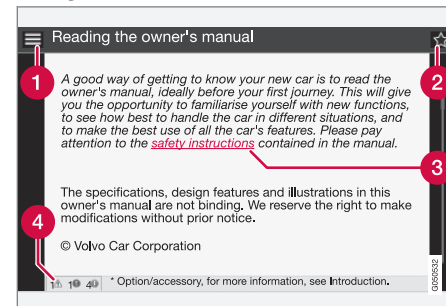 Reading the owner's manual
1
2
A good way of getting to know your new car is to read the
owner's manual, ideally before your first journey. This will give
you the opportunity to familiarise yourself with new functions,
to see how best to handle the car in different situations, and
to make the best use of all the car's features. Please pay
attention to the safety instructions contained in the manual.
3
The specifications, design features and illustrations in this
owner's manual are not binding. We reserve the right to make
modifications without prior notice.
4
© Volvo Car Corporation
1 1 4 * Option/accessory, for more information, see Introduction.
G050532